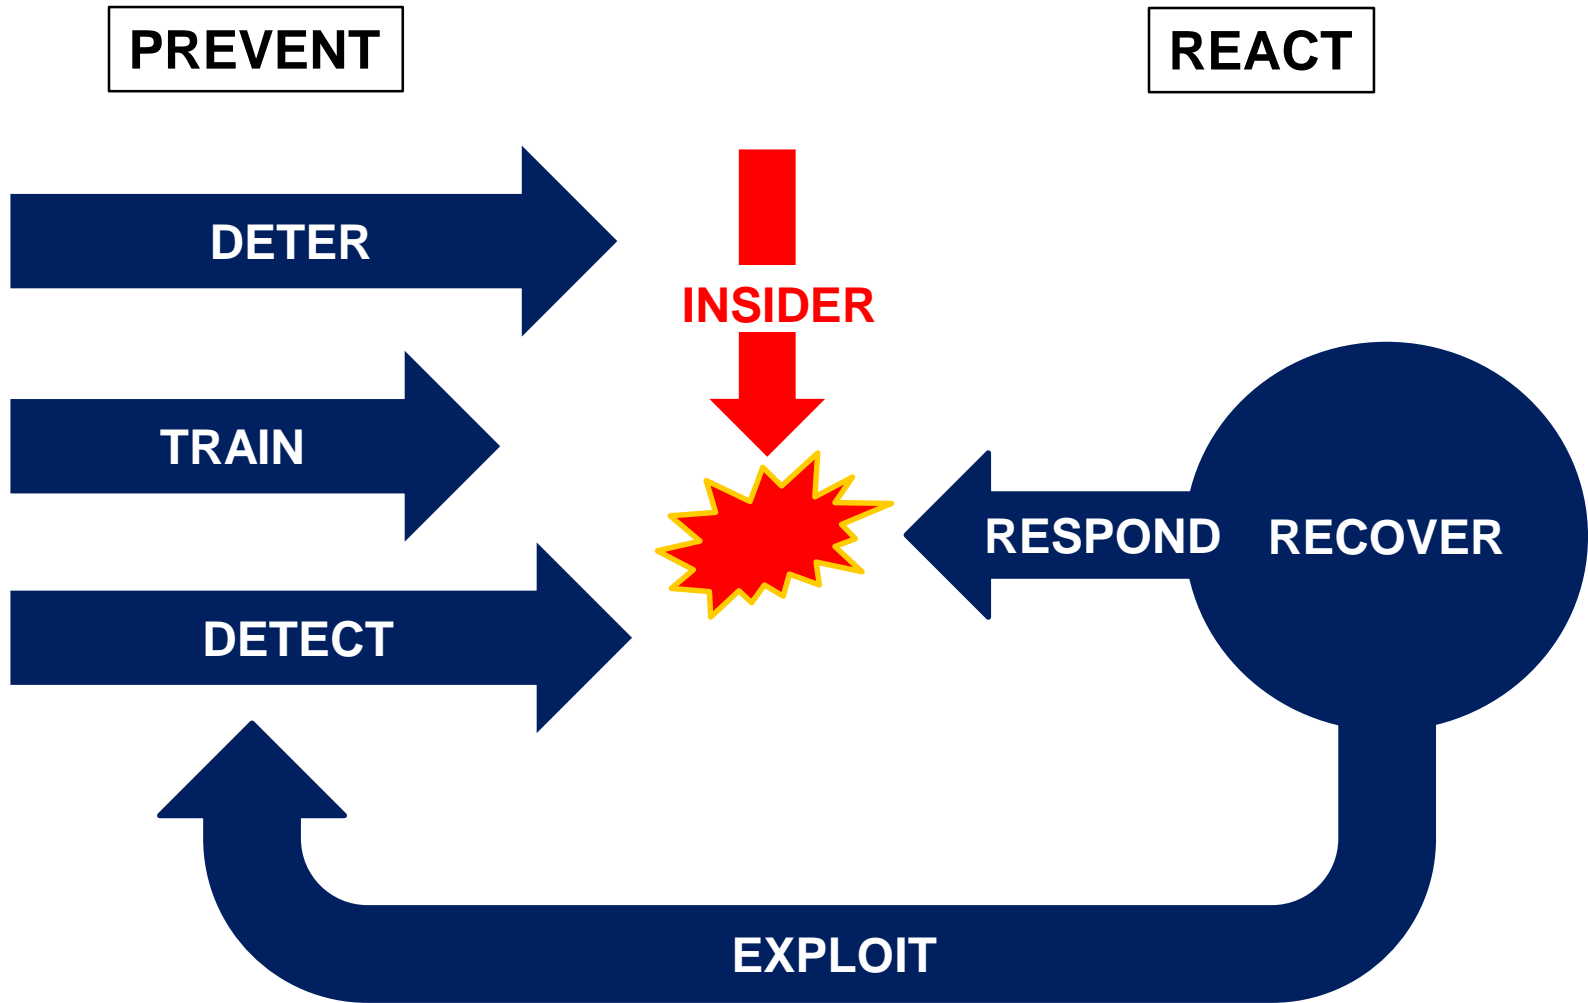 PREVENT
REACT
DETER
INSIDER
TRAIN
RESPOND
RECOVER
DETECT
EXPLOIT